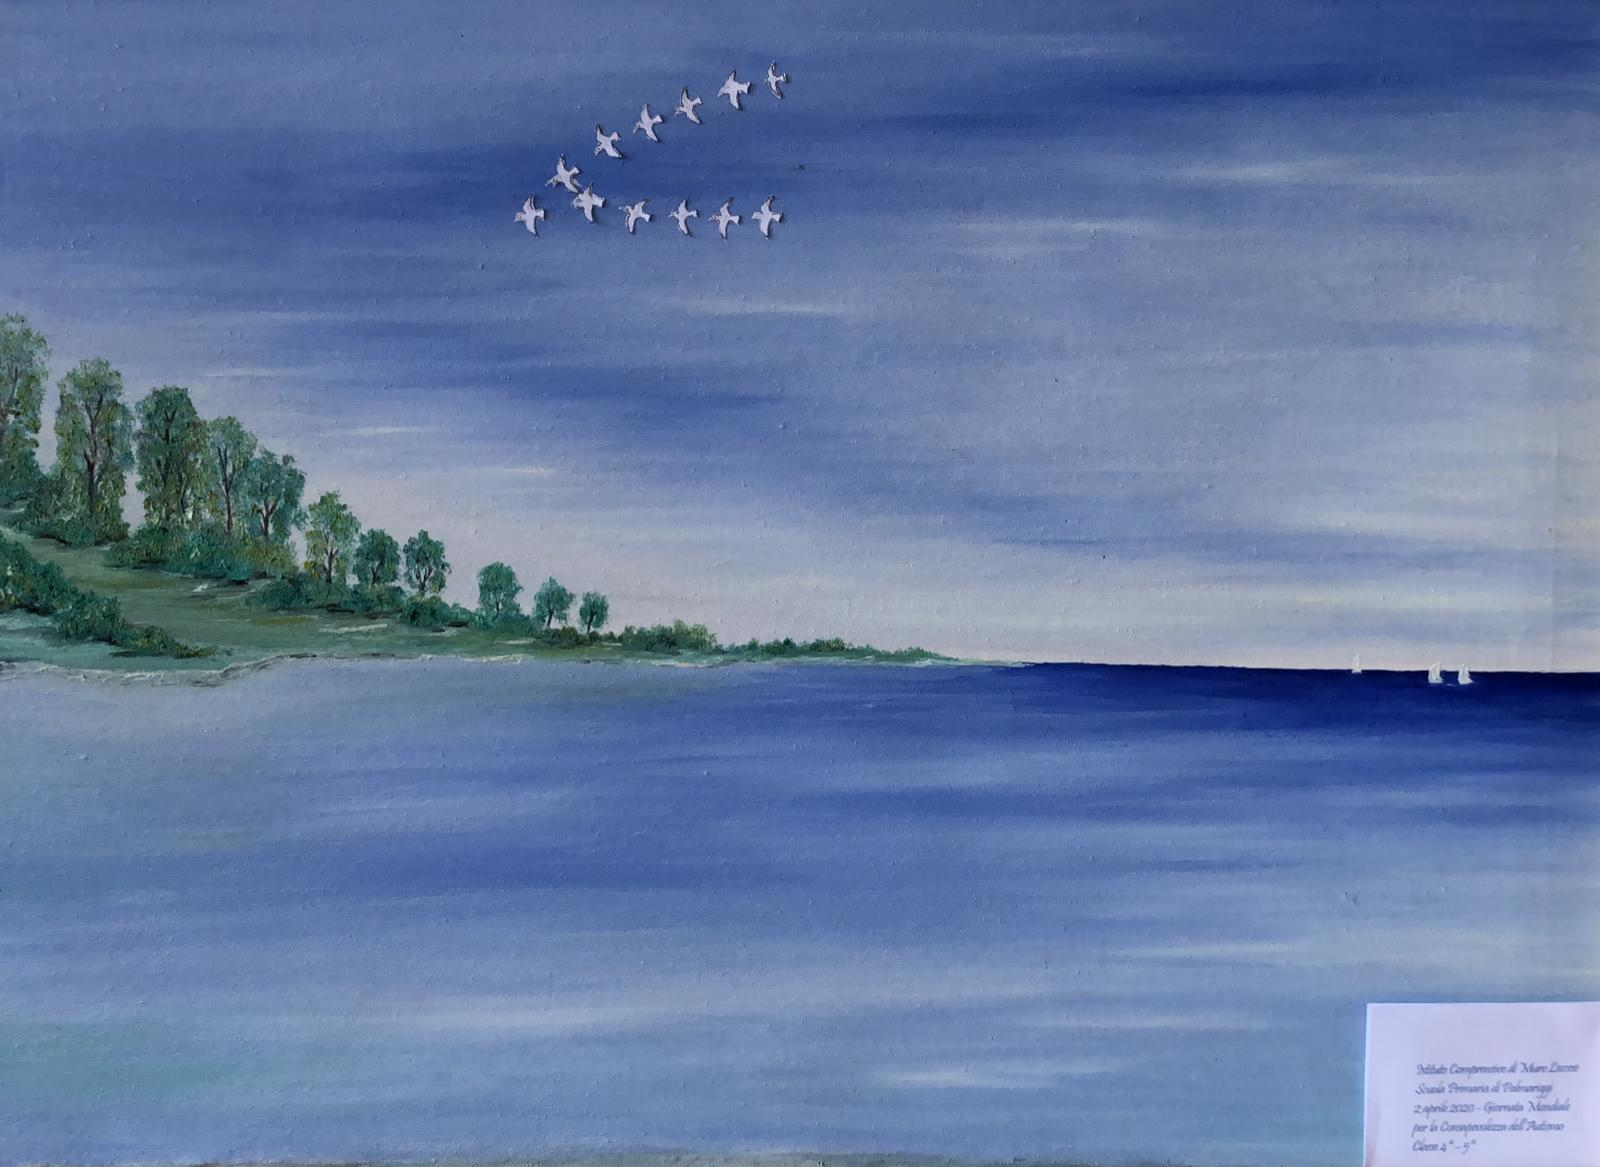 Istituto Comprensivo di Muro Leccese
Scuola Primaria di Palmariggi
2 aprile 2020 - Giornata Mondiale
per la Consapevolezza dell'Autismo
Classe 4° - 5°